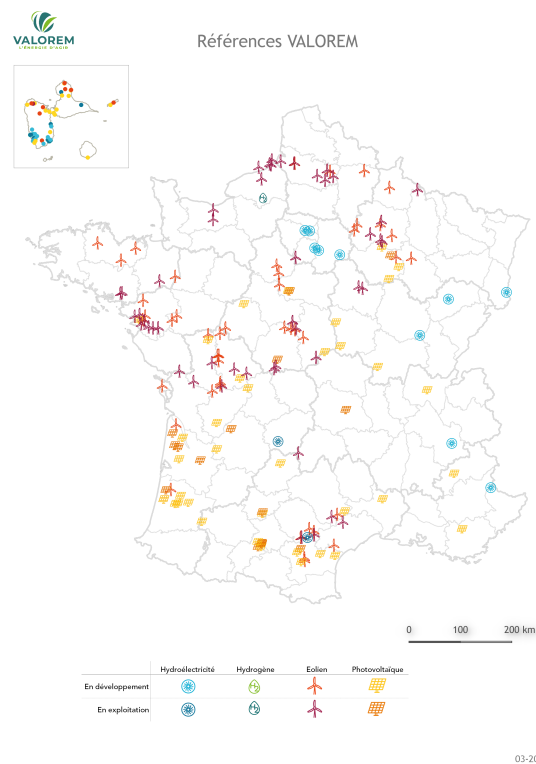 VALOREM
L'ÉNERGIE D'AGIR
Références VALOREM
0 100 200 km
Hydroélectricité Hydrogène Eolien Photovoltaïque
En développement
En exploitation
03-20